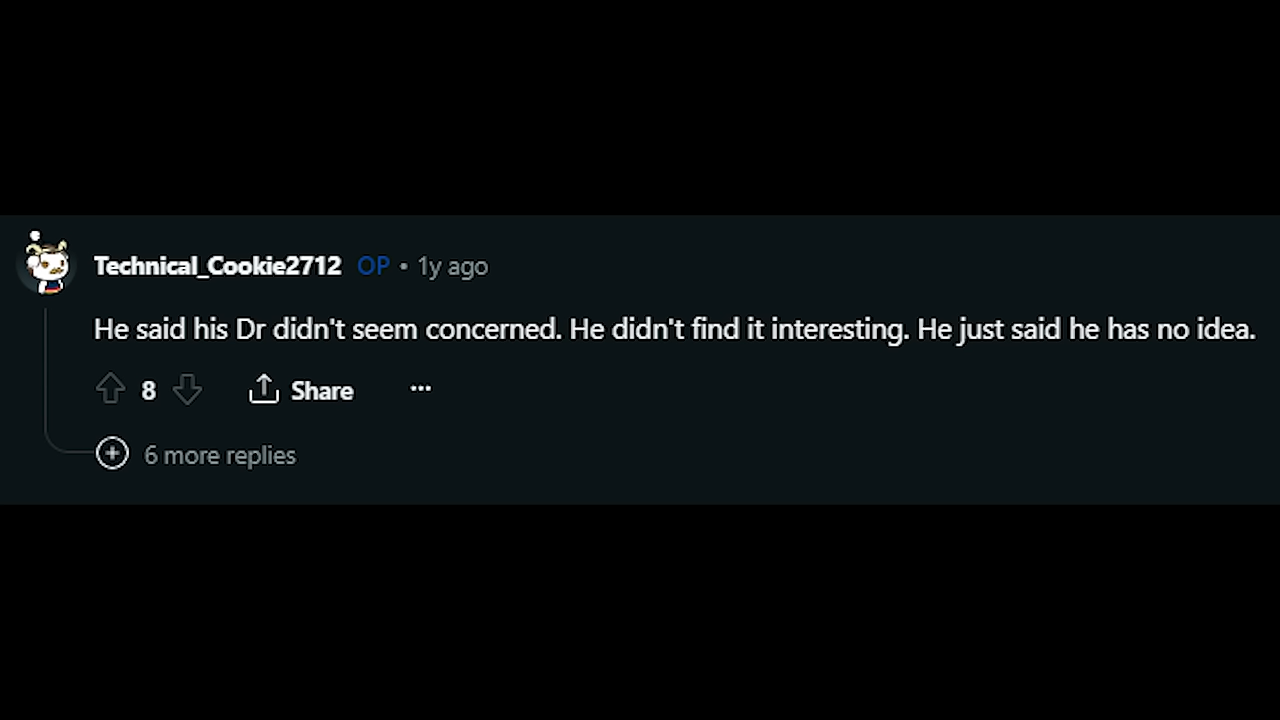 Technical_Cookie2712 OP • 1y ago
He said his Dr didn't seem concerned. He didn't find it interesting. He just said he has no idea.
8 Share ...
6 more replies